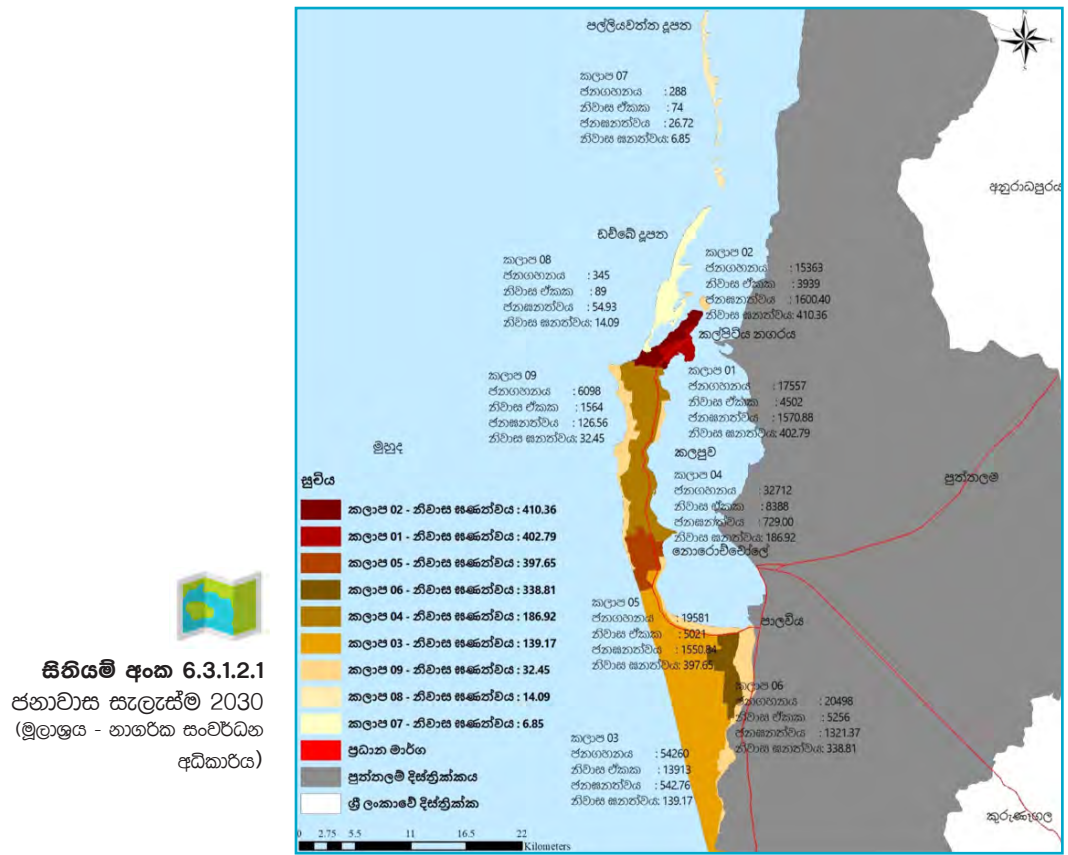 පල්ලියවත්ත දූපත
කලාප 07
ජනගහනය : 288
නිවාස ඒකක : 74
ජනඝනත්වය : 26.72
නිවාස ඝනත්වය: 6.85
අනුරාධපුරය
ඩච්බේ දූපත
කලාප 08
ජනගහනය : 345
නිවාස ඒකක : 89
ජනඝනත්වය : 54.93
නිවාස ඝනත්වය: 14.09
කලාප 02
ජනගහනය : 15363
නිවාස ඒකක : 3939
ජනඝනත්වය : 1600.40
නිවාස ඝනත්වය: 410.36
කල්පිටිය නගරය
කලාප 09
ජනගහනය : 6098
නිවාස ඒකක : 1564
ජනඝනත්වය : 126.56
නිවාස ඝනත්වය: 32.45
කලාප 01
ජනගහනය : 17557
නිවාස ඒකක : 4502
ජනඝනත්වය : 1570.88
නිවාස ඝනත්වය: 402.79
මුහුද
කලපුව
කලාප 04
ජනගහනය : 32712
නිවාස ඒකක : 8388
ජනඝනත්වය : 729.00
නිවාස ඝනත්වය: 186.92
නොරොච්චෝලේ
පුත්තලම
සූචිය
කලාප 02 - නිවාස ඝණත්වය : 410.36
කලාප 01 - නිවාස ඝණත්වය : 402.79
කලාප 05 - නිවාස ඝණත්වය : 397.65
කලාප 06 - නිවාස ඝණත්වය : 338.81
කලාප 04 - නිවාස ඝණත්වය : 186.92
කලාප 03 - නිවාස ඝණත්වය : 139.17
කලාප 09 - නිවාස ඝණත්වය : 32.45
කලාප 08 - නිවාස ඝණත්වය : 14.09
කලාප 07 - නිවාස ඝණත්වය : 6.85
ප්‍රධාන මාර්ග
පුත්තලම් දිස්ත්‍රික්කය
ශ්‍රී ලංකාවේ දිස්ත්‍රික්ක
කලාප 05
ජනගහනය : 19581
නිවාස ඒකක : 5021
ජනඝනත්වය : 1550.84
නිවාස ඝනත්වය: 397.65
පාලවිය
කලාප 06
ජනගහනය : 20498
නිවාස ඒකක : 5256
ජනඝනත්වය : 1321.37
නිවාස ඝනත්වය: 338.81
කලාප 03
ජනගහනය : 54260
නිවාස ඒකක : 13913
ජනඝනත්වය : 542.76
නිවාස ඝනත්වය: 139.17
කුරුණෑගල
0 2.75 5.5 11 16.5 22
Kilometers
සිතියම් අංක 6.3.1.2.1
ජනාවාස සැලැස්ම 2030
(මූලාශ්‍රය - නාගරික සංවර්ධන
අධිකාරිය)